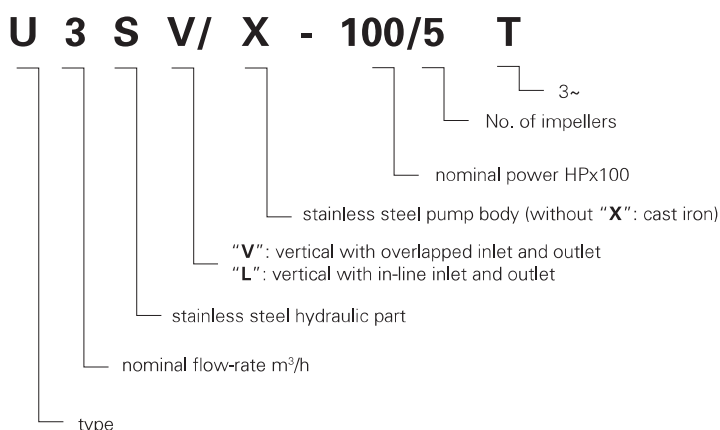 U 3 S V/ X - 100/5 T
3~
No. of impellers
nominal power HPx100
stainless steel pump body (without “X”: cast iron)
“V”: vertical with overlapped inlet and outlet
“L”: vertical with in-line inlet and outlet
stainless steel hydraulic part
nominal flow-rate m³/h
type